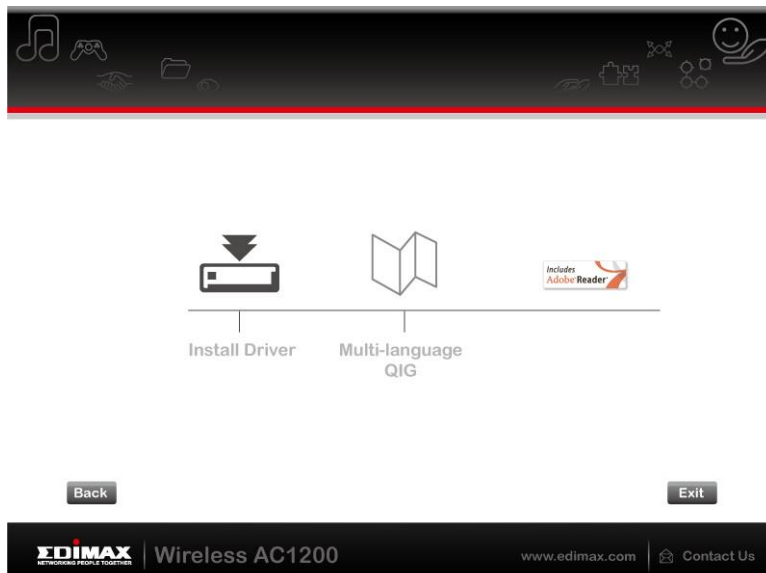 Includes
Adobe Reader
Install Driver
Multi-language
QIG
Back
Exit
EDIMAX
NETWORKING PEOPLE TOGETHER
Wireless AC1200
www.edimax.com
Contact Us